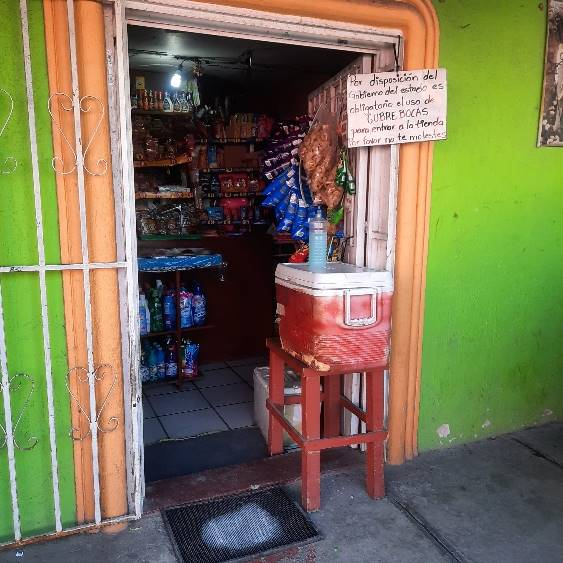 Por disposición del
Gobierno del estado es
obligatorio el uso de
CUBRE BOCAS
para entrar a la tienda
Por favor no te molestes